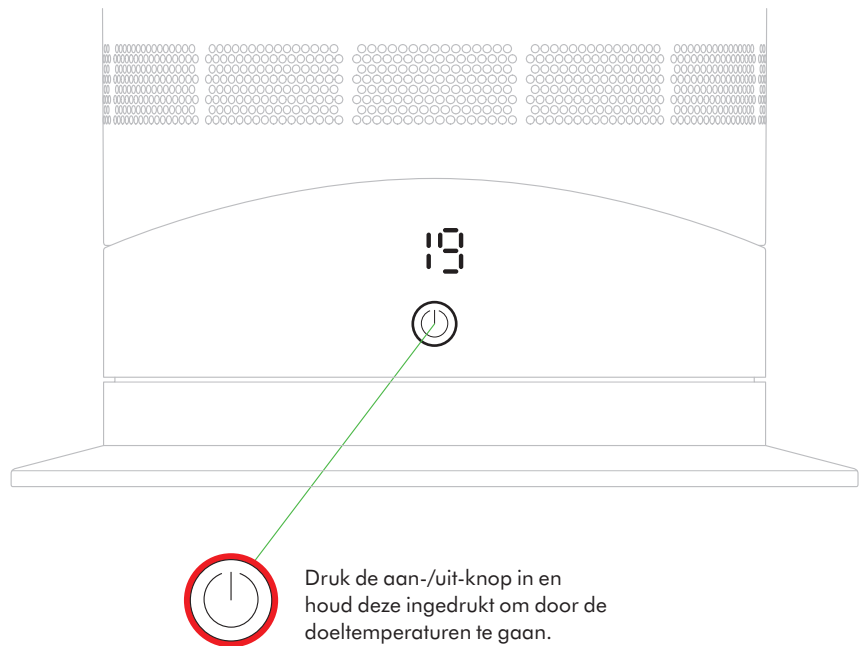 19
Druk de aan-/uit-knop in en
houd deze ingedrukt om door de
doeltemperaturen te gaan.